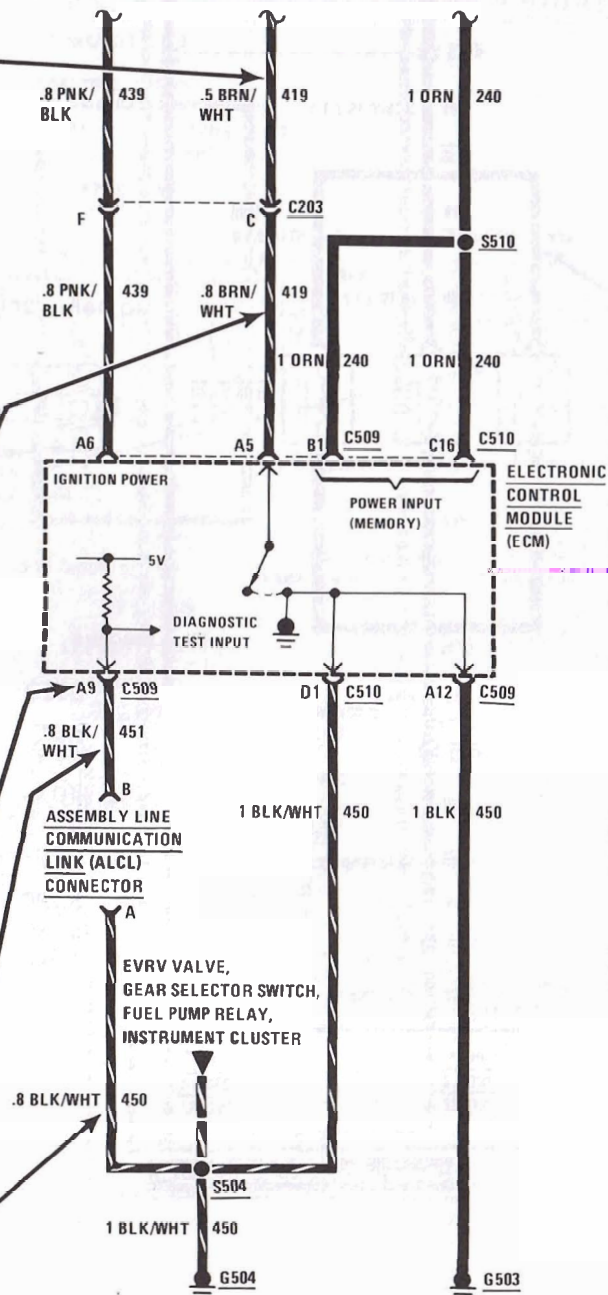 .8 PNK/ 439
BLK
.5 BRN/ 419
WHT
1 ORN 240
F
C C203
S510
.8 PNK/ 439
BLK
.8 BRN/ 419
WHT
1 ORN 240
1 ORN 240
A6
A5
B1 C509
C16 C510
IGNITION POWER
POWER INPUT
(MEMORY)
ELECTRONIC
CONTROL
MODULE
(ECM)
5V
DIAGNOSTIC
TEST INPUT
A9 C509
D1 C510
A12 C509
.8 BLK/ 451
WHT
B
ASSEMBLY LINE
COMMUNICATION
LINK (ALCL)
CONNECTOR
A
1 BLK/WHT 450
1 BLK 450
EVRV VALVE,
GEAR SELECTOR SWITCH,
FUEL PUMP RELAY,
INSTRUMENT CLUSTER
.8 BLK/WHT 450
S504
1 BLK/WHT 450
G504
G503